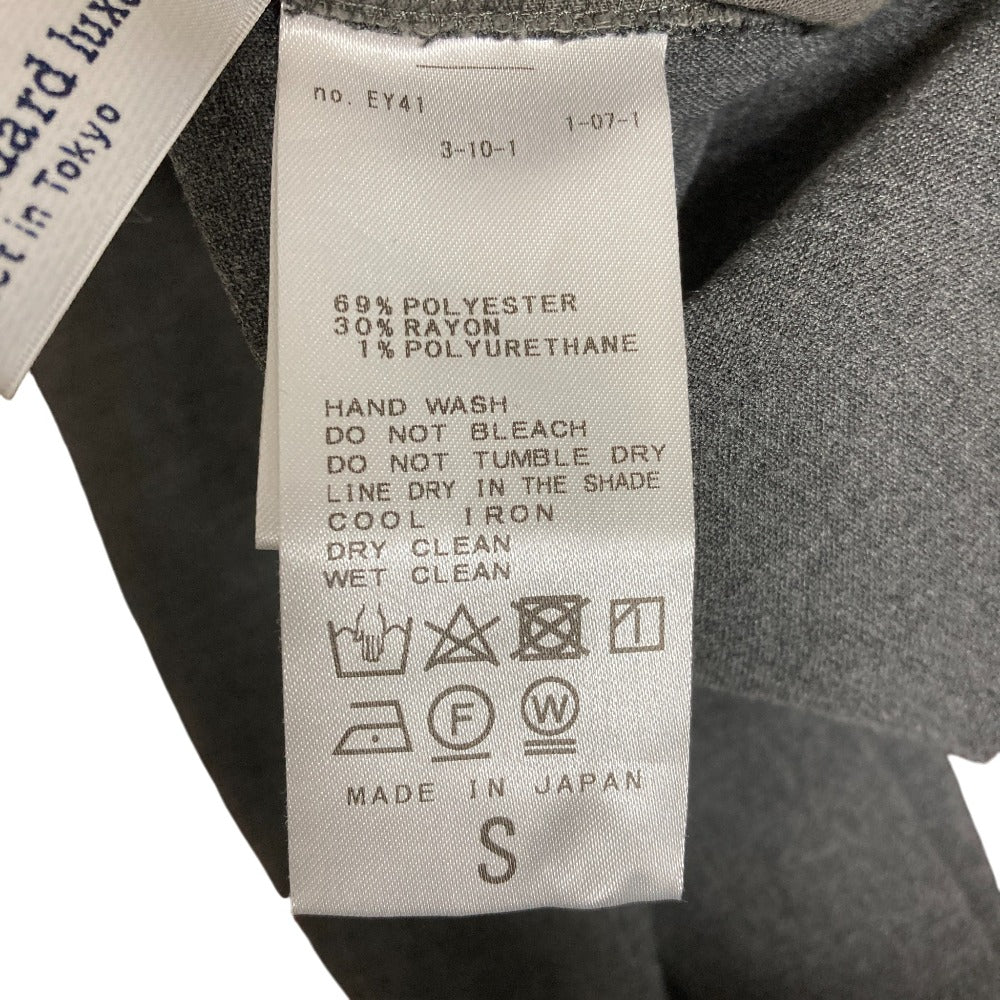 luxe
in Tokyo
no. EY41
1-07-1
3-10-1
69% POLYESTER
30% RAYON
1% POLYURETHANE
HAND WASH
DO NOT BLEACH
DO NOT TUMBLE DRY
LINE DRY IN THE SHADE
COOL IRON
DRY CLEAN
WET CLEAN
F
W
MADE IN JAPAN
S